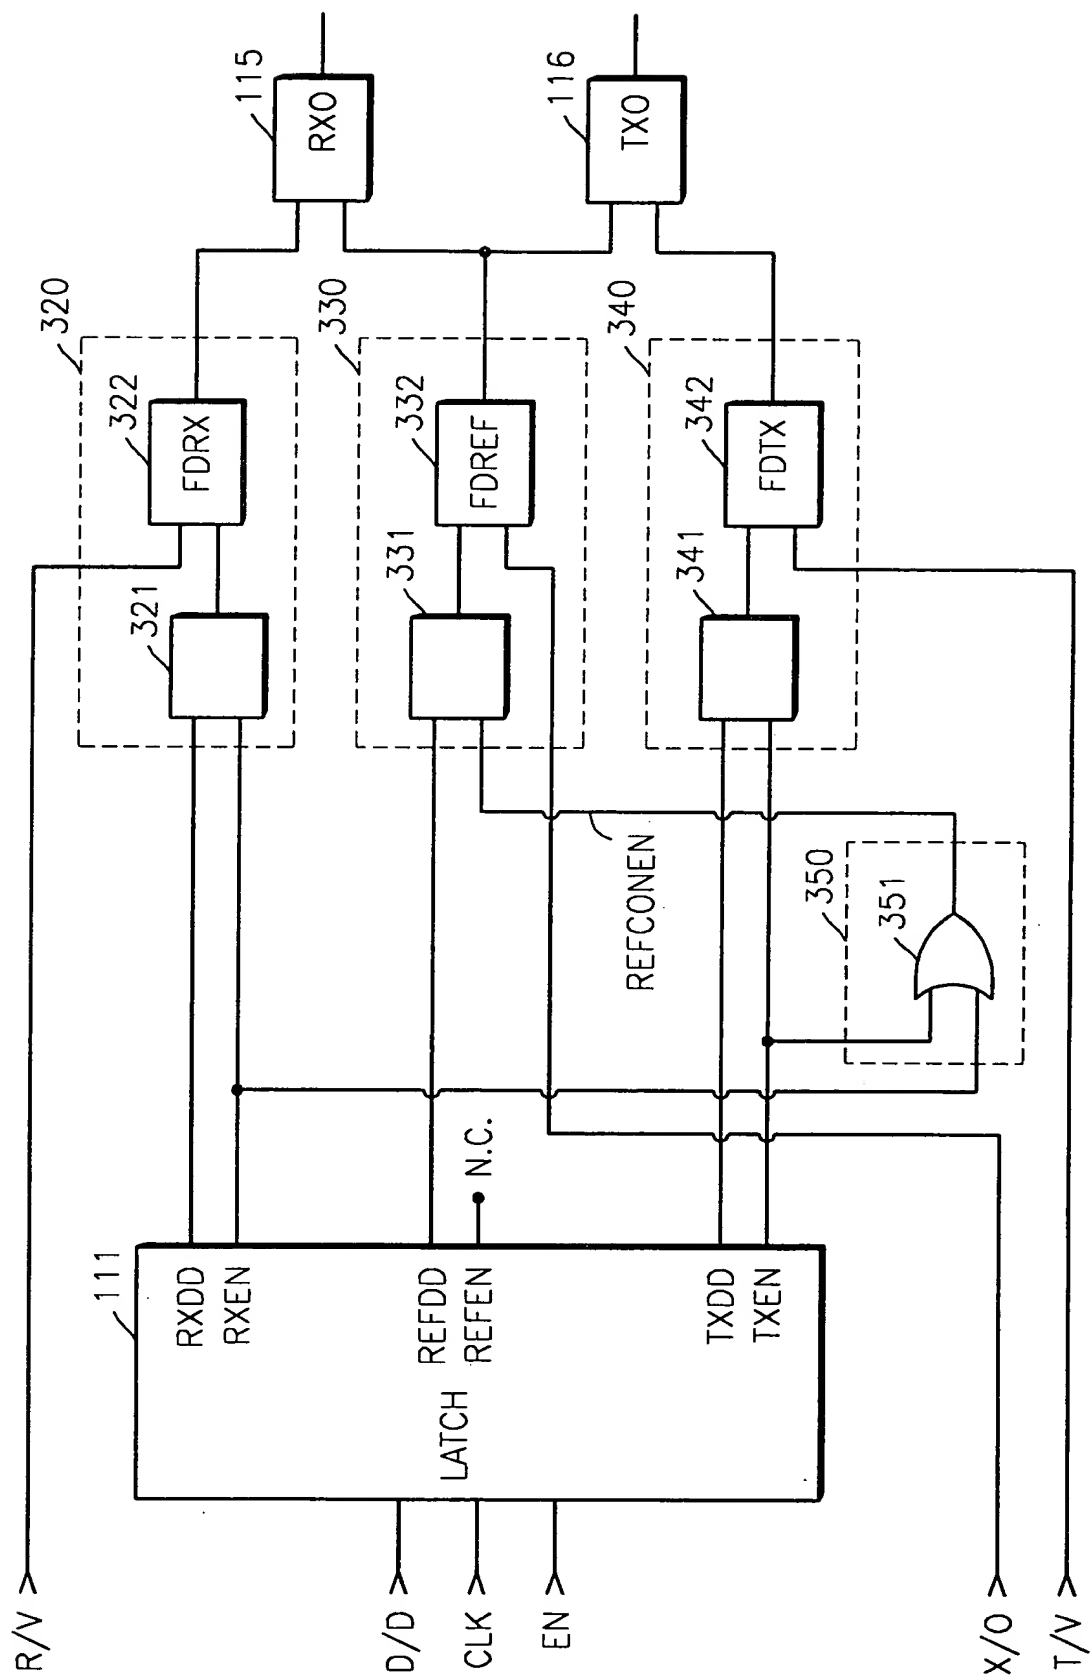 R/V
D/D
CLK
EN
X/O
T/V
111
LATCH
RXDD
RXEN
REFDD
REFEN
TXDD
TXEN
N.C.
REFCONEN
350
351
320
321
322
FDRX
330
331
332
FDREF
340
341
342
FDTX
115
RXO
116
TXO